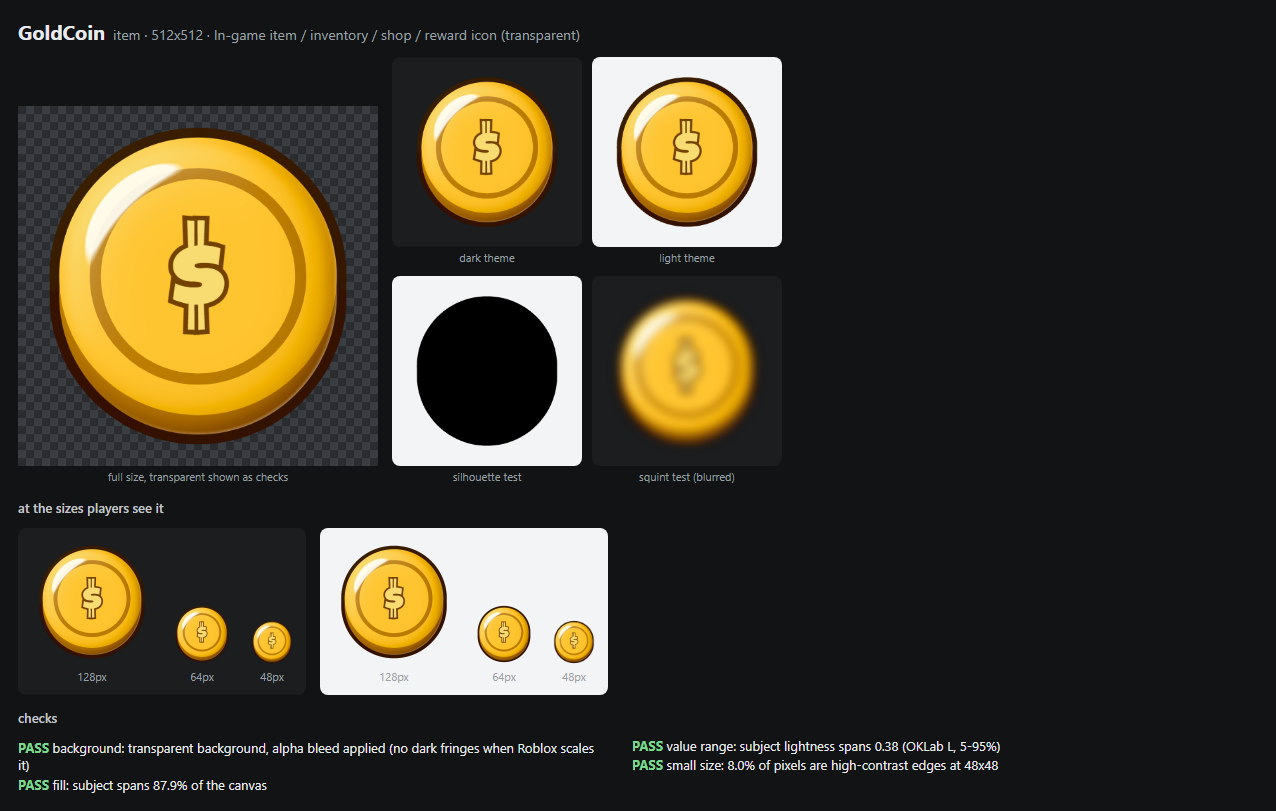 GoldCoin item · 512x512 · In-game item / inventory / shop / reward icon (transparent)
$
$
$
full size, transparent shown as checks
dark theme
light theme
silhouette test
squint test (blurred)
at the sizes players see it
$
$
$
$
$
$
128px
64px
48px
128px
64px
48px
checks
PASS background: transparent background, alpha bleed applied (no dark fringes when Roblox scales
it)
PASS fill: subject spans 87.9% of the canvas
PASS value range: subject lightness spans 0.38 (OKLab L, 5-95%)
PASS small size: 8.0% of pixels are high-contrast edges at 48x48